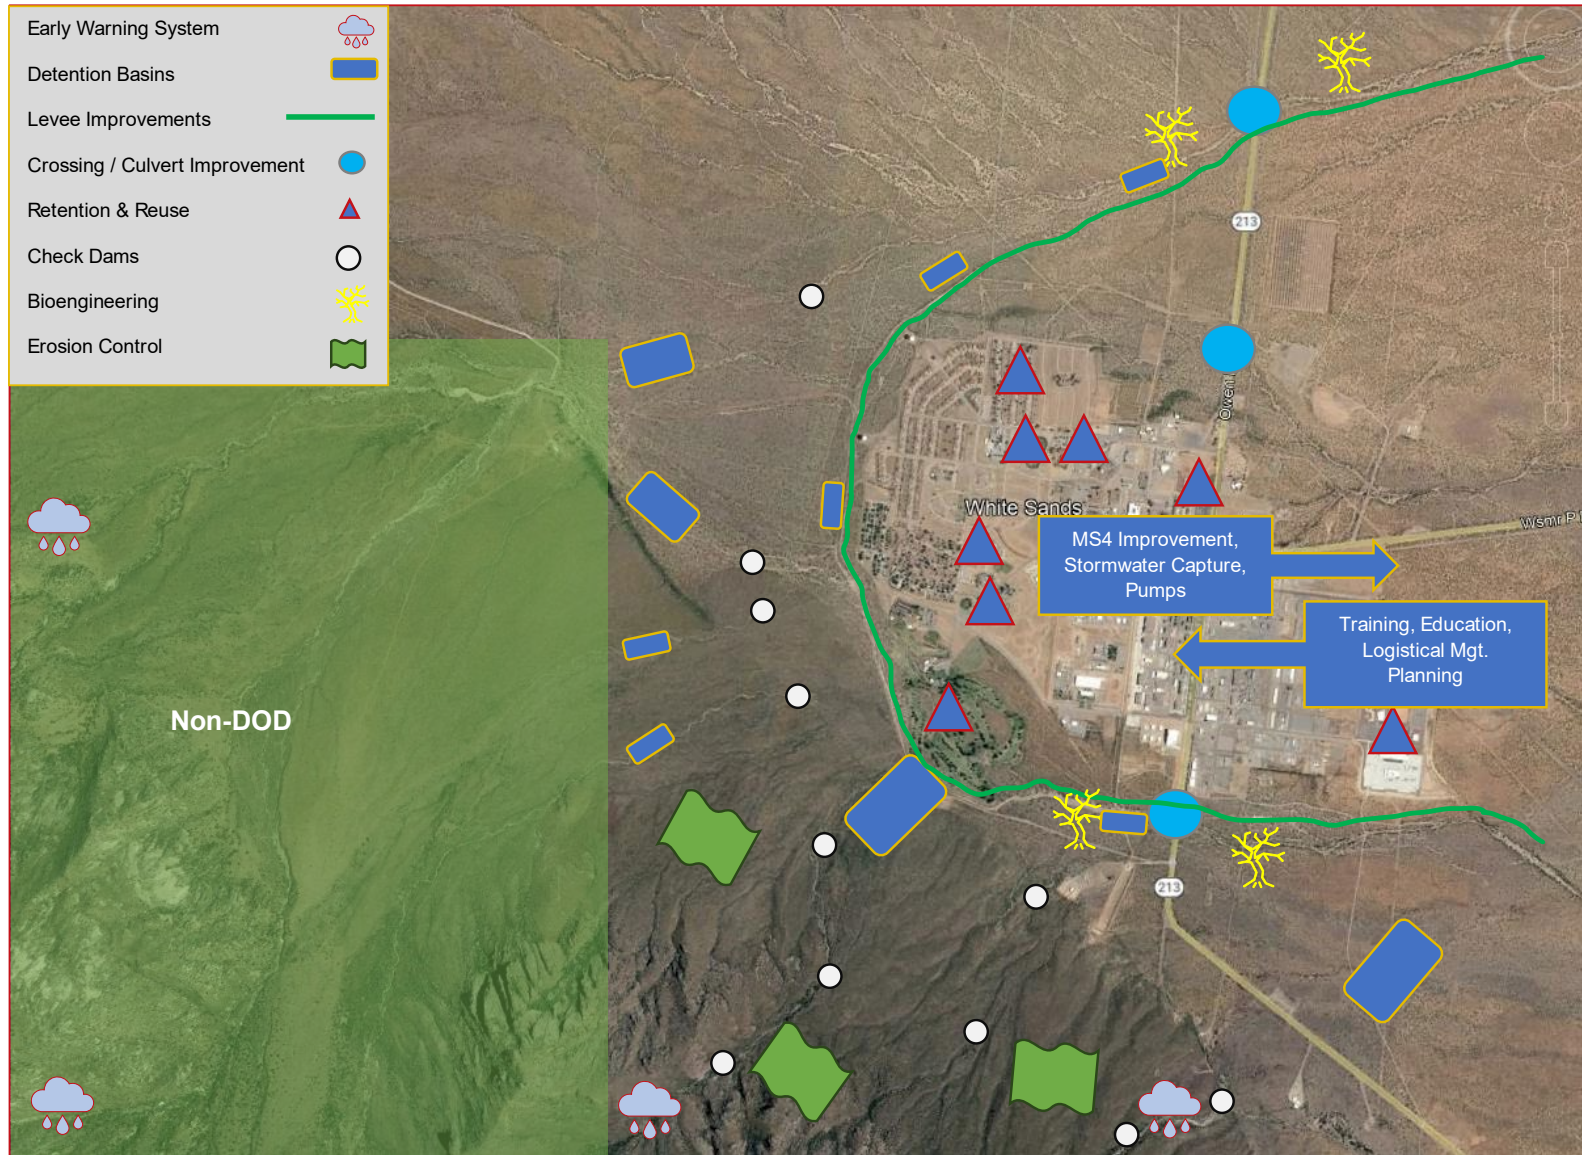 Early Warning System
Detention Basins
Levee Improvements
Crossing / Culvert Improvement
Retention & Reuse
Check Dams
Bioengineering
Erosion Control
213
Owen
White Sands
Wsmr P
MS4 Improvement,
Stormwater Capture,
Pumps
Training, Education,
Logistical Mgt.
Planning
Non-DOD
213